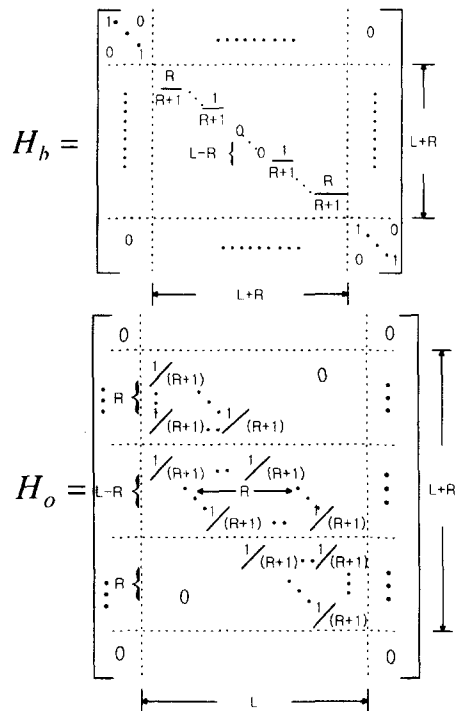 1 0 0
0 1
R/R+1
1/R+1
H_b =
L-R { 0
0 1/R+1
R/R+1
L+R
0 1 0
0 1
L+R
0 0
1/(R+1) 0
R {
1/(R+1) 1/(R+1)
H_o =
L-R {
1/(R+1) 1/(R+1)
R
1/(R+1) 1/(R+1)
L+R
1/(R+1) 1/(R+1)
R {
0
1/(R+1)
0 0
L